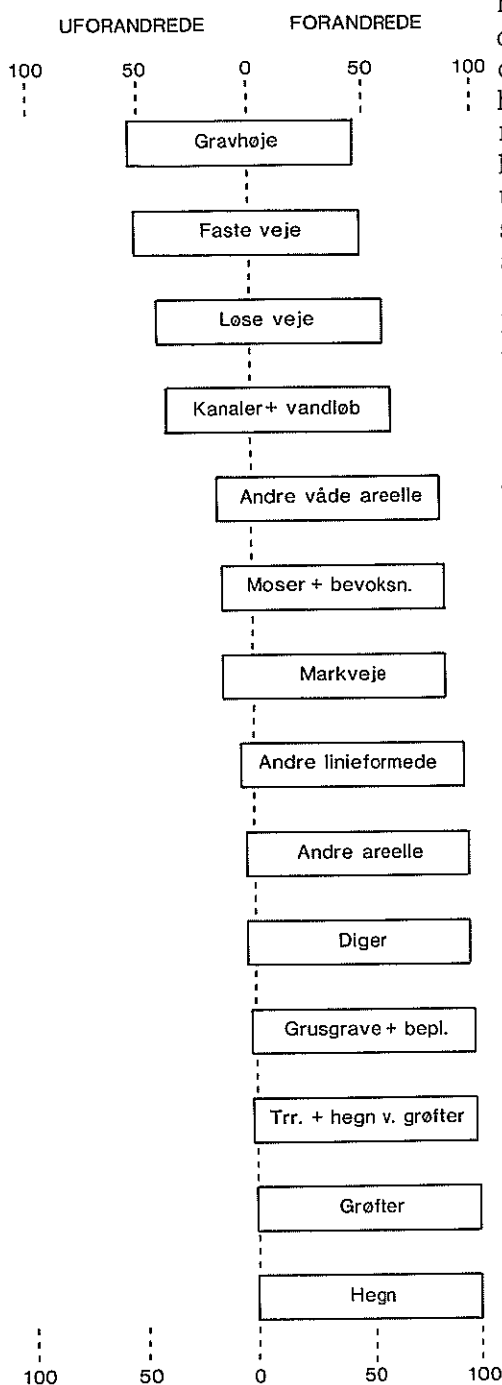 UFORANDREDE FORANDREDE
100 50 0 50 100
Gravhøje
Faste veje
Løse veje
Kanaler + vandløb
Andre våde areelle
Moser + bevoksn.
Markveje
Andre linieformede
Andre areelle
Diger
Grusgrave + bepl.
Trr. + hegn v. grøfter
Grøfter
Hegn
100 50 0 50 100